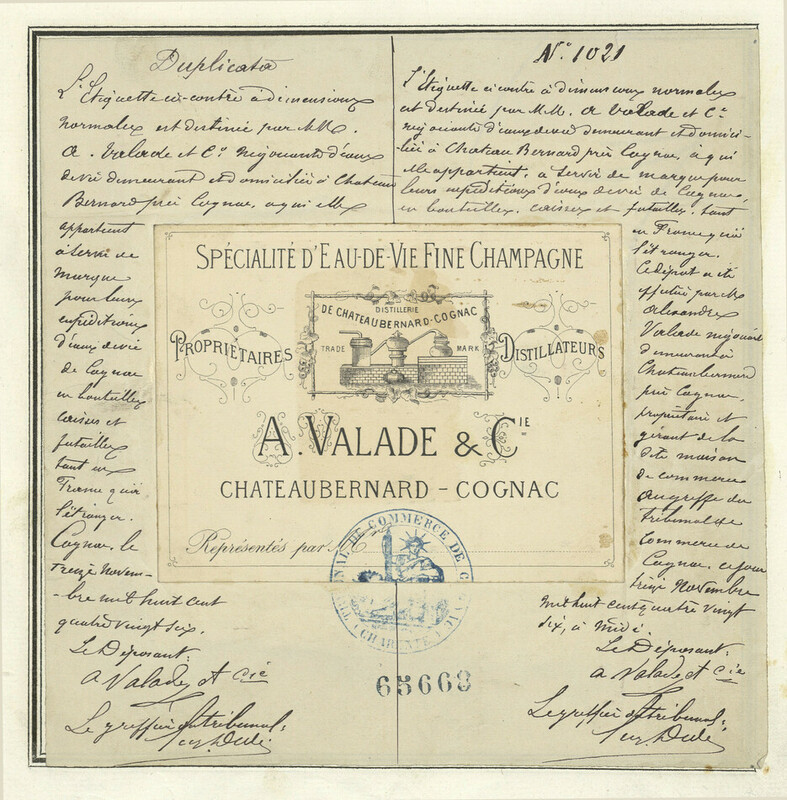 Duplicata
L'Etiquette ci-contre à dimensions
normales est destinée par MM.
A. Valade et Cie négociants d'eaux
de vie demeurant et domiciliés à Chateau
Bernard près Cognac, à qui elle
appartient
à servir de
marque
pour leurs
expéditions
d'eaux de vie
de Cognac
en bouteilles
caisses et
futailles
tant en
France qu'à
l'étranger.
Cognac, le
treize Novem-
-bre mil huit cent
quatre vingt six.
Le Déposant:
A Valade et Cie
Le greffier du tribunal:
N° 1021
L'Etiquette ci contre à dimensions normales
est destinée par M.M. A Valade et Cie
négociants d'eaux de vie demeurant et domici-
-liés à Chateau Bernard près Cognac, à qui
elle appartient, à servir de marque pour
leurs expéditions d'eaux de vie de Cognac,
en bouteilles, caisses et futailles, tant
en France qu'à
l'étranger.
Ce dépôt a été
effectué par Mr
Alexandre
Valade négociant
demeurant à
Chateaubernard
près Cognac,
propriétaire et
gérant de la
dite maison
de commerce
au greffe du
tribunal de
Commerce de
Cognac, ce jour
treize Novembre
mil huit cent quatre vingt
six, à midi.
Le Déposant:
A Valade et Cie
Le greffier du tribunal:
SPÉCIALITÉ D'EAU-DE-VIE FINE CHAMPAGNE
DISTILLERIE
DE CHATEAUBERNARD-COGNAC
TRADE MARK
PROPRIÉTAIRES DISTILLATEURS
A. VALADE & CIE
CHATEAUBERNARD - COGNAC
Représentés par M
TRIBUNAL DE COMMERCE DE C
(CHARENTE)
65668